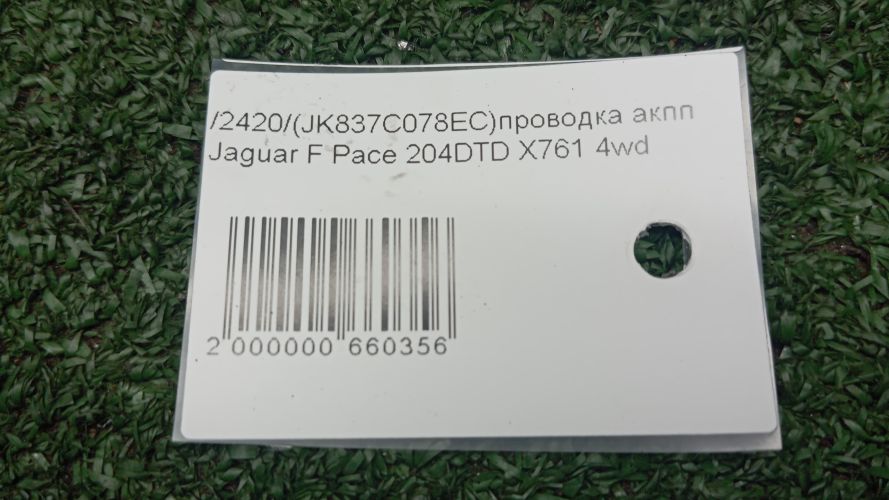 /2420/(JK837C078EC)проводка акпп
Jaguar F Pace 204DTD X761 4wd
2 000000 660356